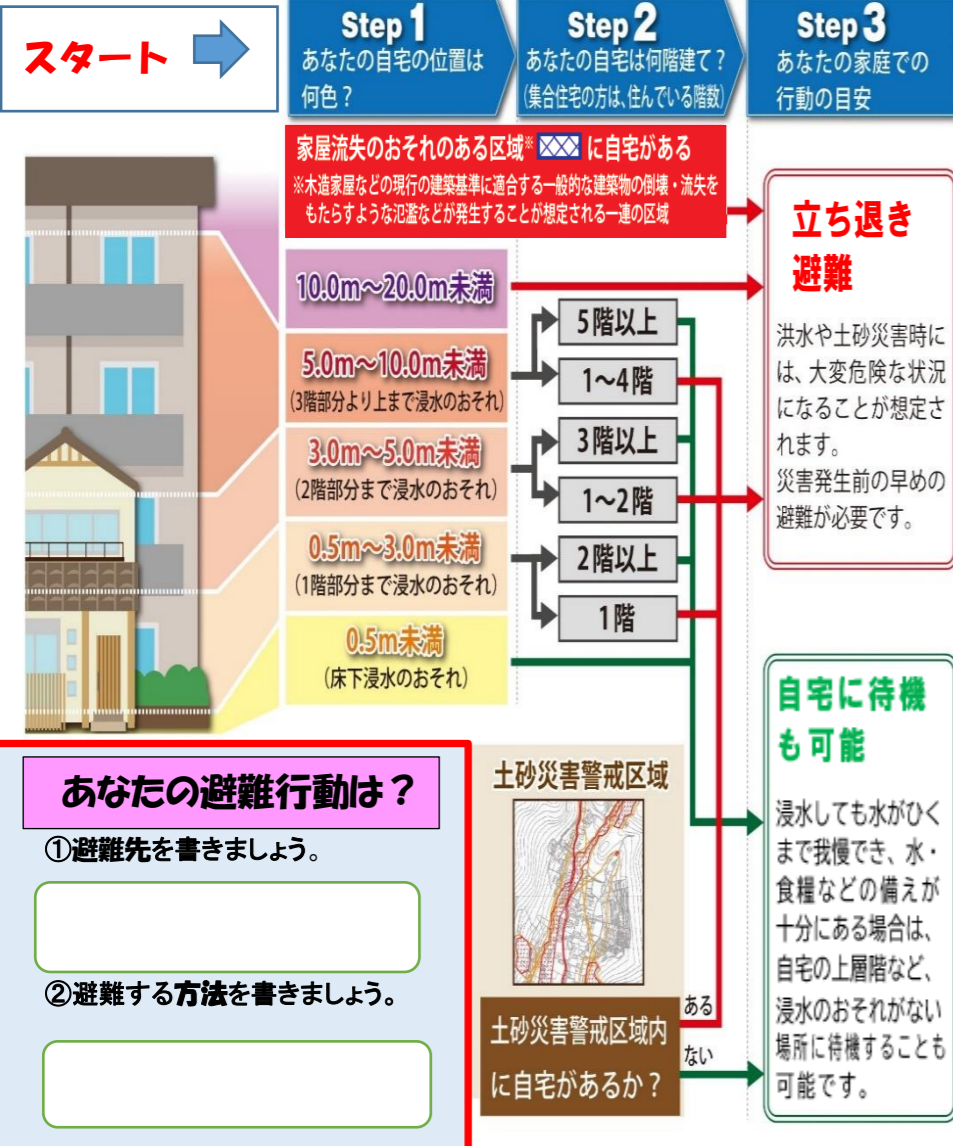 スタート
Step 1
あなたの自宅の位置は
何色？
Step 2
あなたの自宅は何階建て？
(集合住宅の方は、住んでいる階数)
Step 3
あなたの家庭での
行動の目安
家屋流失のおそれのある区域※ に自宅がある
※木造家屋などの現行の建築基準に適合する一般的な建築物の倒壊・流失を
もたらすような氾濫などが発生することが想定される一連の区域
10.0m～20.0m未満
5.0m～10.0m未満
(3階部分より上まで浸水のおそれ)
3.0m～5.0m未満
(2階部分まで浸水のおそれ)
0.5m～3.0m未満
(1階部分まで浸水のおそれ)
0.5m未満
(床下浸水のおそれ)
5階以上
1～4階
3階以上
1～2階
2階以上
1階
立ち退き
避難
洪水や土砂災害時に
は、大変危険な状況
になることが想定さ
れます。
災害発生前の早めの
避難が必要です。
自宅に待機
も可能
浸水しても水がひく
まで我慢でき、水・
食糧などの備えが
十分にある場合は、
自宅の上層階など、
浸水のおそれがない
場所に待機することも
可能です。
土砂災害警戒区域
土砂災害警戒区域内
に自宅があるか？
ある
ない
あなたの避難行動は？
①避難先を書きましょう。
②避難する方法を書きましょう。